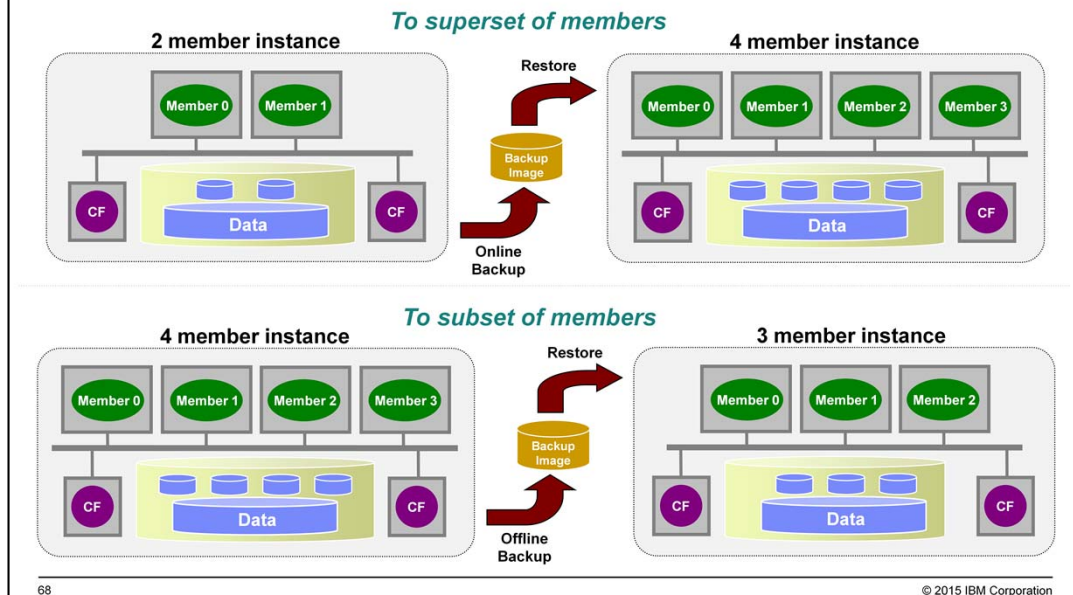 To superset of members
2 member instance
4 member instance
Restore
Member 0
Member 1
Member 0
Member 1
Member 2
Member 3
Backup
Image
CF
Data
CF
CF
Data
CF
Online
Backup
To subset of members
4 member instance
3 member instance
Restore
Member 0
Member 1
Member 2
Member 3
Member 0
Member 1
Member 2
Backup
Image
CF
Data
CF
CF
Data
CF
Offline
Backup
68
© 2015 IBM Corporation